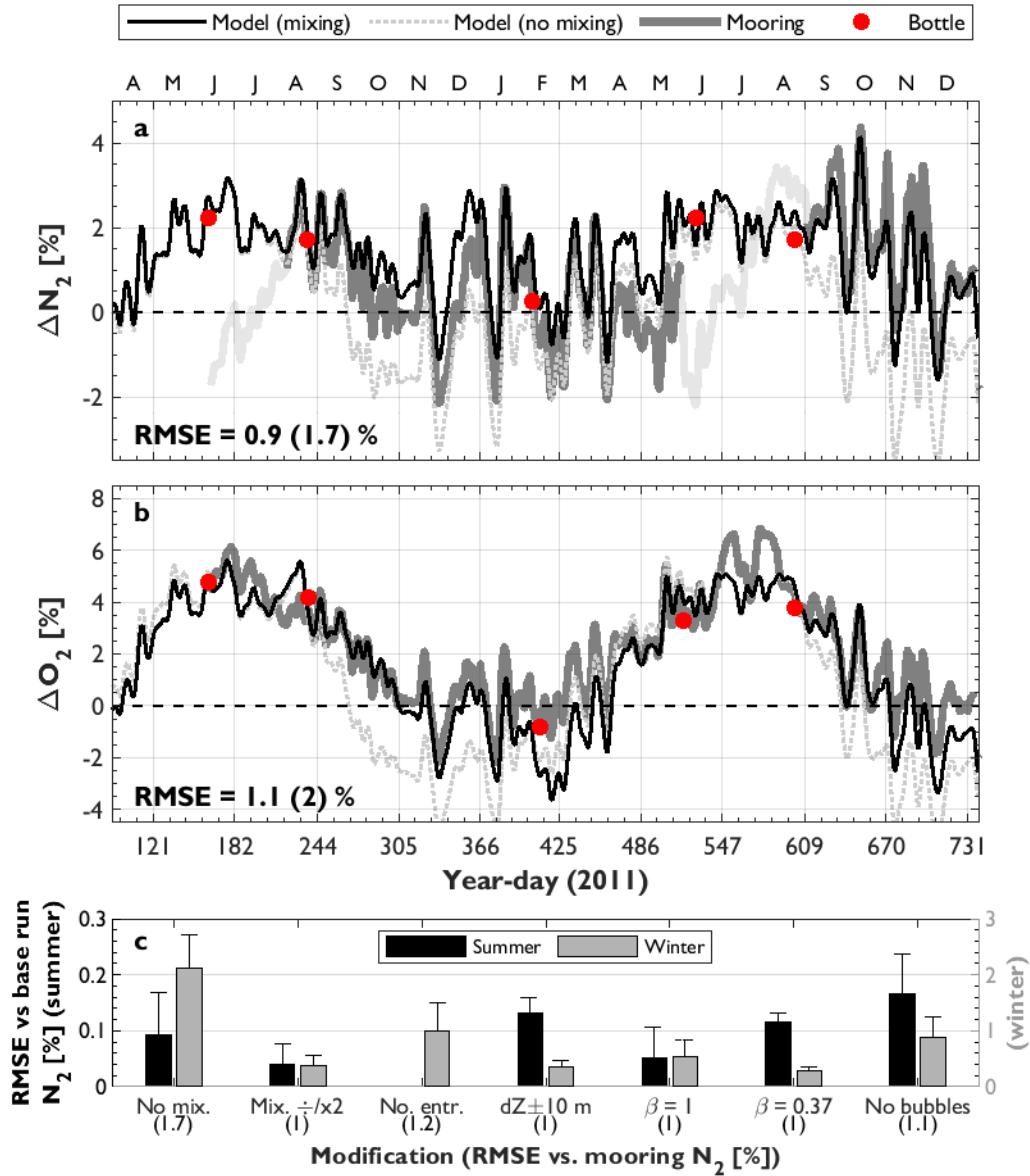 Model (mixing) Model (no mixing) Mooring Bottle
A M J J A S O N D J F M A M J J A S O N D
a
4
2
0
-2
ΔN2 [%]
RMSE = 0.9 (1.7) %
b
8
6
4
2
0
-2
-4
ΔO2 [%]
RMSE = 1.1 (2) %
121 182 244 305 366 425 486 547 609 670 731
Year-day (2011)
c
Summer Winter
0.3
0.2
0.1
0
RMSE vs base run
N2 [%] (summer)
3
2
1
0
(winter)
No mix. Mix. ÷/x2 No. entr. dZ±10 m β = 1 β = 0.37 No bubbles
(1.7) (1) (1.2) (1) (1) (1) (1.1)
Modification (RMSE vs. mooring N2 [%])